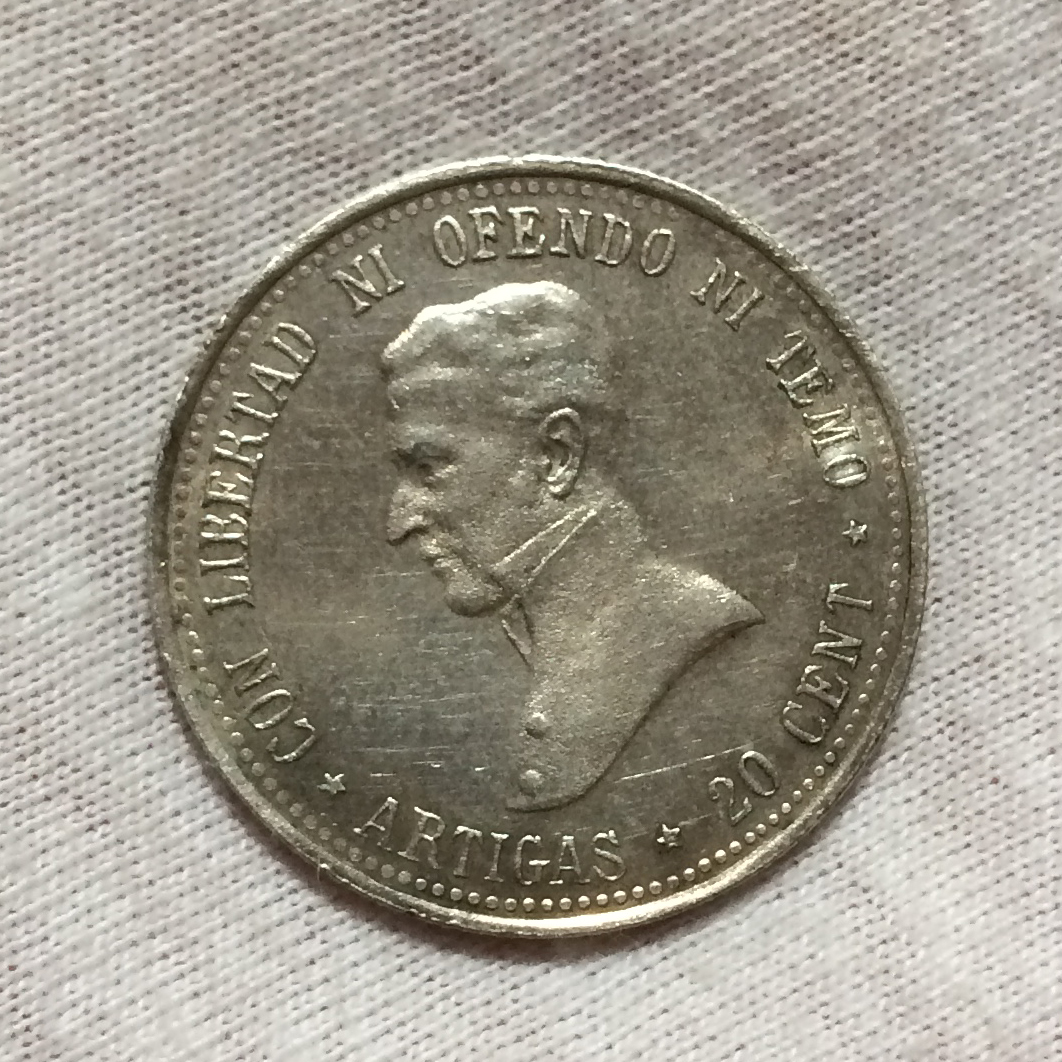 CON LIBERTAD NI OFENDO NI TEMO
20 CENT
ARTIGAS